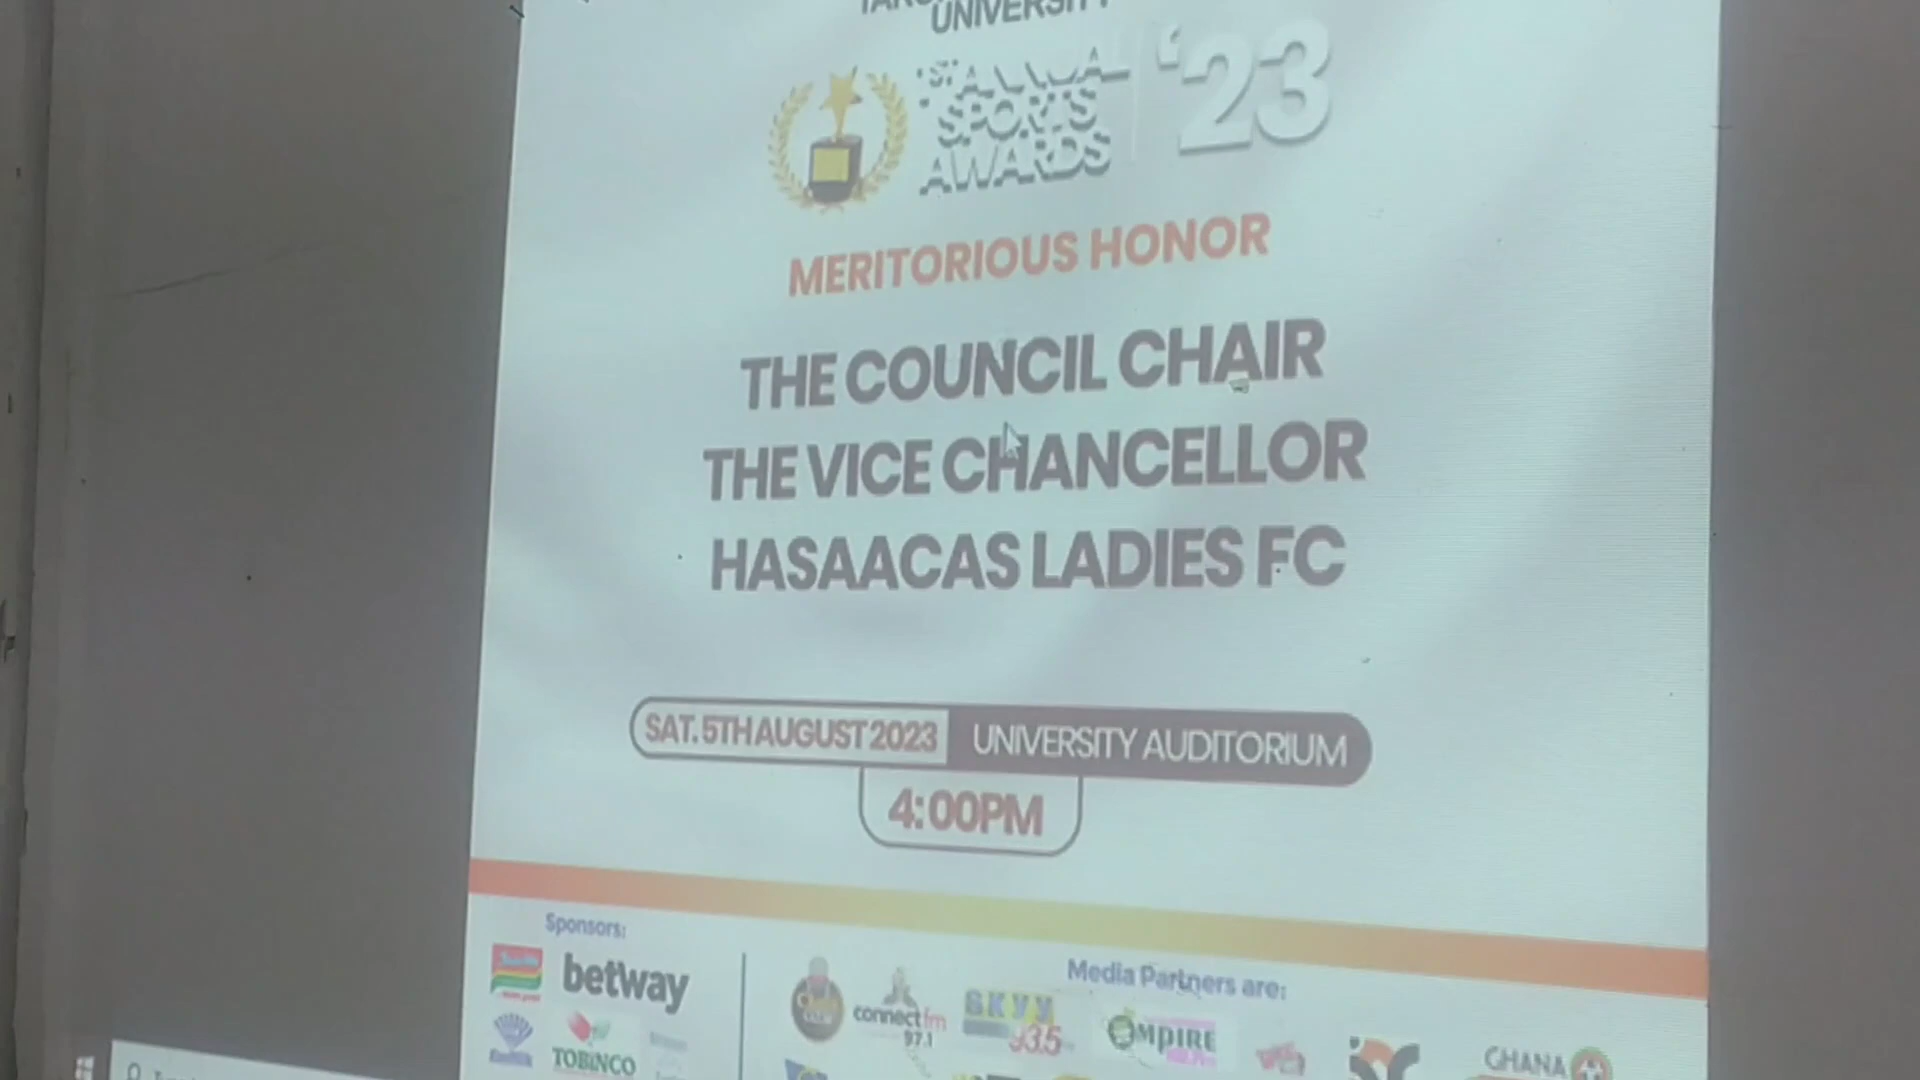 UNIVERSITY
1ST ANNUAL
SPORTS
AWARDS
'23
MERITORIOUS HONOR
THE COUNCIL CHAIR
THE VICE CHANCELLOR
HASAACAS LADIES FC
SAT. 5TH AUGUST 2023 UNIVERSITY AUDITORIUM
4:00PM
Sponsors:
betway
TOBINCO
Media Partners are:
connect fm
97.1
SKYY
93.5
EMPIRE
GHANA